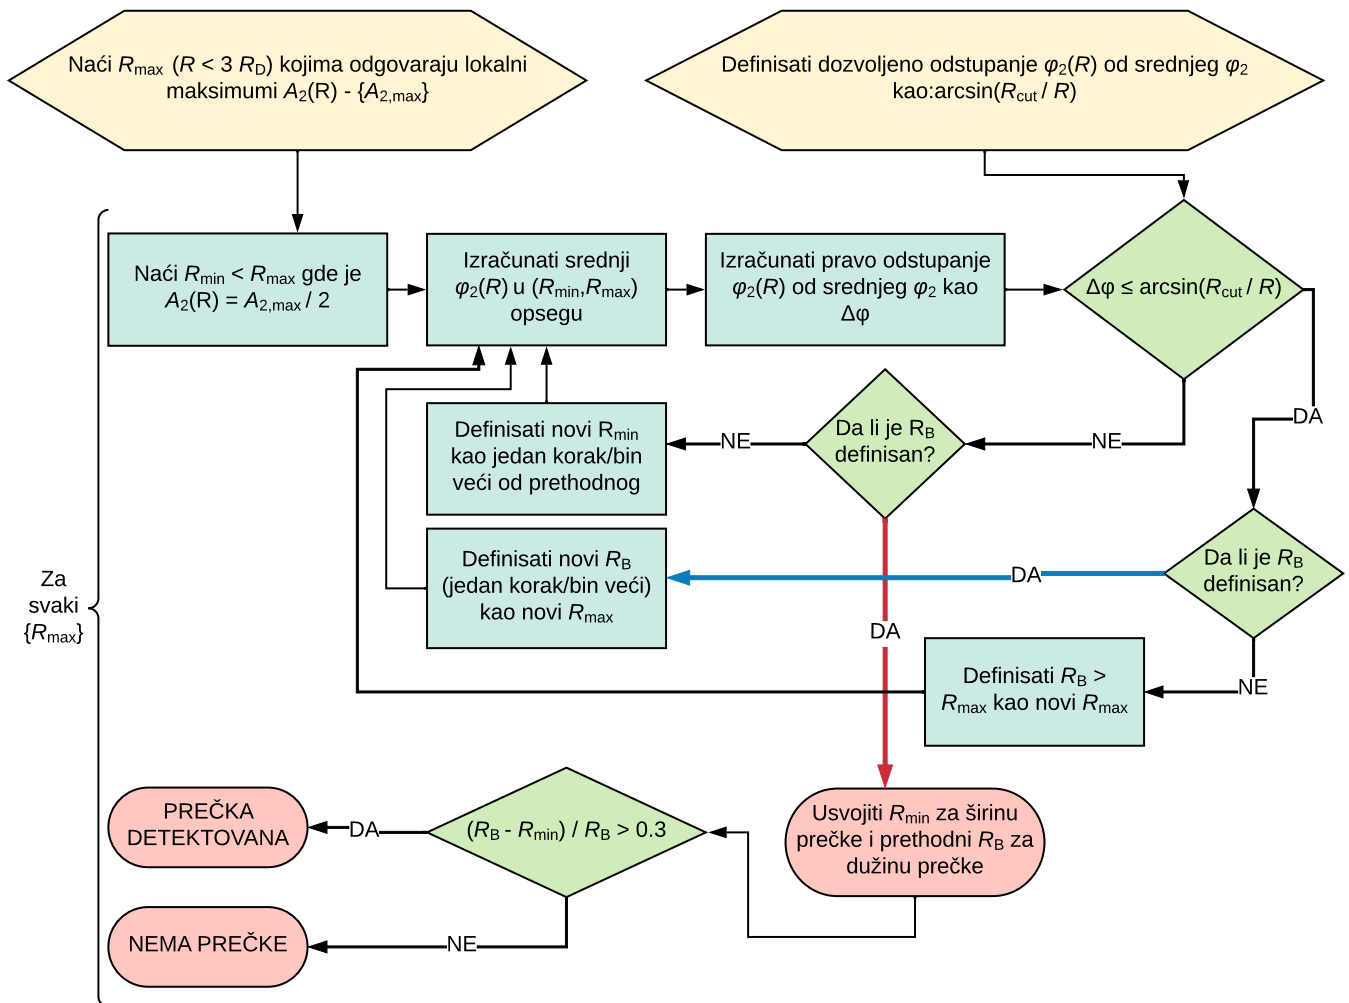 Naći Rmax (R < 3 RD) kojima odgovaraju lokalni
maksimumi A2(R) - {A2,max}
Definisati dozvoljeno odstupanje φ2(R) od srednjeg φ2
kao:arcsin(Rcut / R)
Naći Rmin < Rmax gde je
A2(R) = A2,max / 2
Izračunati srednji
φ2(R) u (Rmin,Rmax)
opsegu
Izračunati pravo odstupanje
φ2(R) od srednjeg φ2 kao
Δφ
Δφ ≤ arcsin(Rcut / R)
DA
NE
Da li je RB
definisan?
NE
Definisati novi Rmin
kao jedan korak/bin
veći od prethodnog
Da li je RB
definisan?
DA
Definisati novi RB
(jedan korak/bin veći)
kao novi Rmax
Za
svaki
{Rmax}
DA
NE
Definisati RB >
Rmax kao novi Rmax
Usvojiti Rmin za širinu
prečke i prethodni RB za
dužinu prečke
(RB - Rmin) / RB > 0.3
DA
PREČKA
DETEKTOVANA
NE
NEMA PREČKE